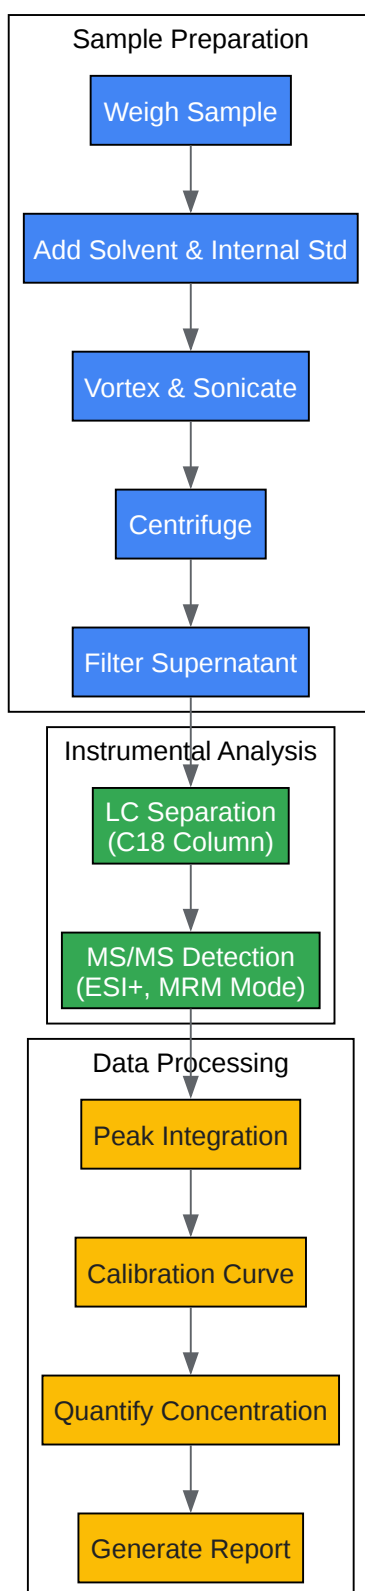 Sample Preparation
Weigh Sample
Add Solvent & Internal Std
Vortex & Sonicate
Centrifuge
Filter Supernatant
Instrumental Analysis
LC Separation
(C18 Column)
MS/MS Detection
(ESI+, MRM Mode)
Data Processing
Peak Integration
Calibration Curve
Quantify Concentration
Generate Report